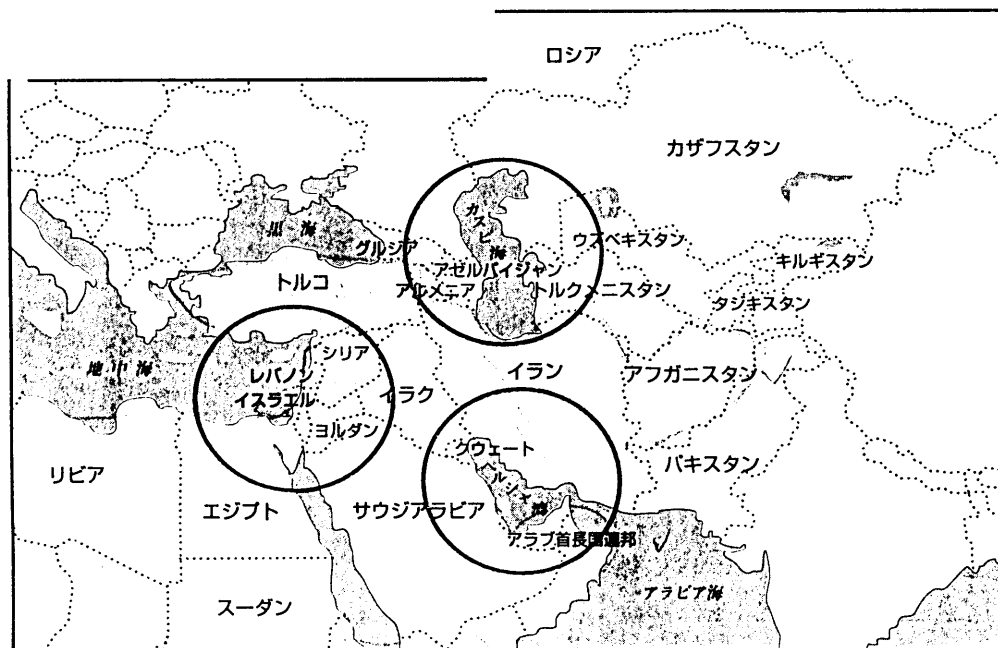 ロシア
カザフスタン
カスピ海
黒海
グルジア
ウズベキスタン
キルギスタン
アゼルバイジャン
トルコ
アルメニア
トルクメニスタン
タジキスタン
シリア
地中海
レバノン
イラン
アフガニスタン
イスラエル
イラク
ヨルダン
クウェート
パキスタン
リビア
ルシャ湾
エジプト
サウジアラビア
アラブ首長国連邦
スーダン
アラビア海